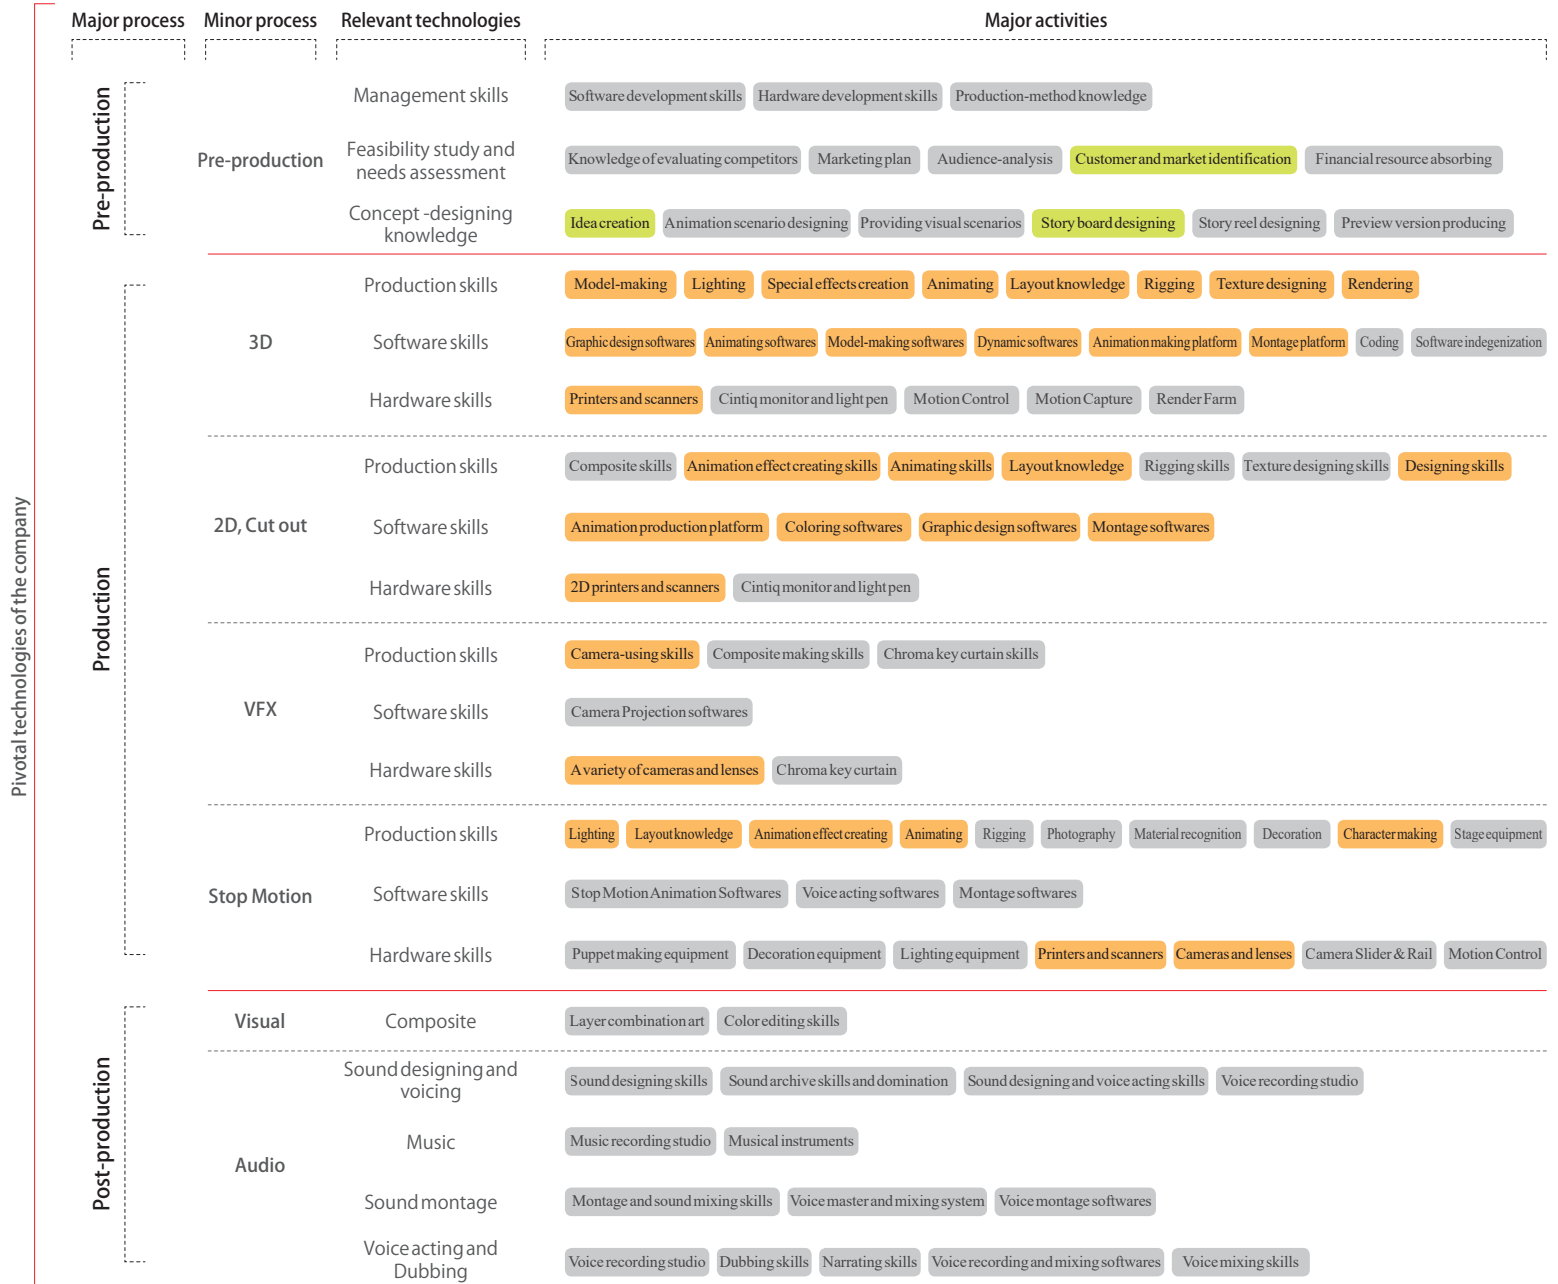 Major process Minor process Relevant technologies Major activities
Pivotal technologies of the company
Pre-production
Pre-production
Management skills
Software development skills Hardware development skills Production-method knowledge
Feasibility study and
needs assessment
Knowledge of evaluating competitors Marketing plan Audience-analysis Customer and market identification Financial resource absorbing
Concept -designing
knowledge
Idea creation Animation scenario designing Providing visual scenarios Story board designing Story reel designing Preview version producing
Production
3D
Production skills
Model-making Lighting Special effects creation Animating Layout knowledge Rigging Texture designing Rendering
Software skills
Graphic design softwares Animating softwares Model-making softwares Dynamic softwares Animation making platform Montage platform Coding Software indegenization
Hardware skills
Printers and scanners Cintiq monitor and light pen Motion Control Motion Capture Render Farm
2D, Cut out
Production skills
Composite skills Animation effect creating skills Animating skills Layout knowledge Rigging skills Texture designing skills Designing skills
Software skills
Animation production platform Coloring softwares Graphic design softwares Montage softwares
Hardware skills
2D printers and scanners Cintiq monitor and light pen
VFX
Production skills
Camera-using skills Composite making skills Chroma key curtain skills
Software skills
Camera Projection softwares
Hardware skills
A variety of cameras and lenses Chroma key curtain
Stop Motion
Production skills
Lighting Layout knowledge Animation effect creating Animating Rigging Photography Material recognition Decoration Character making Stage equipment
Software skills
Stop Motion Animation Softwares Voice acting softwares Montage softwares
Hardware skills
Puppet making equipment Decoration equipment Lighting equipment Printers and scanners Cameras and lenses Camera Slider & Rail Motion Control
Post-production
Visual
Composite
Layer combination art Color editing skills
Audio
Sound designing and
voicing
Sound designing skills Sound archive skills and domination Sound designing and voice acting skills Voice recording studio
Music
Music recording studio Musical instruments
Sound montage
Montage and sound mixing skills Voice master and mixing system Voice montage softwares
Voice acting and
Dubbing
Voice recording studio Dubbing skills Narrating skills Voice recording and mixing softwares Voice mixing skills